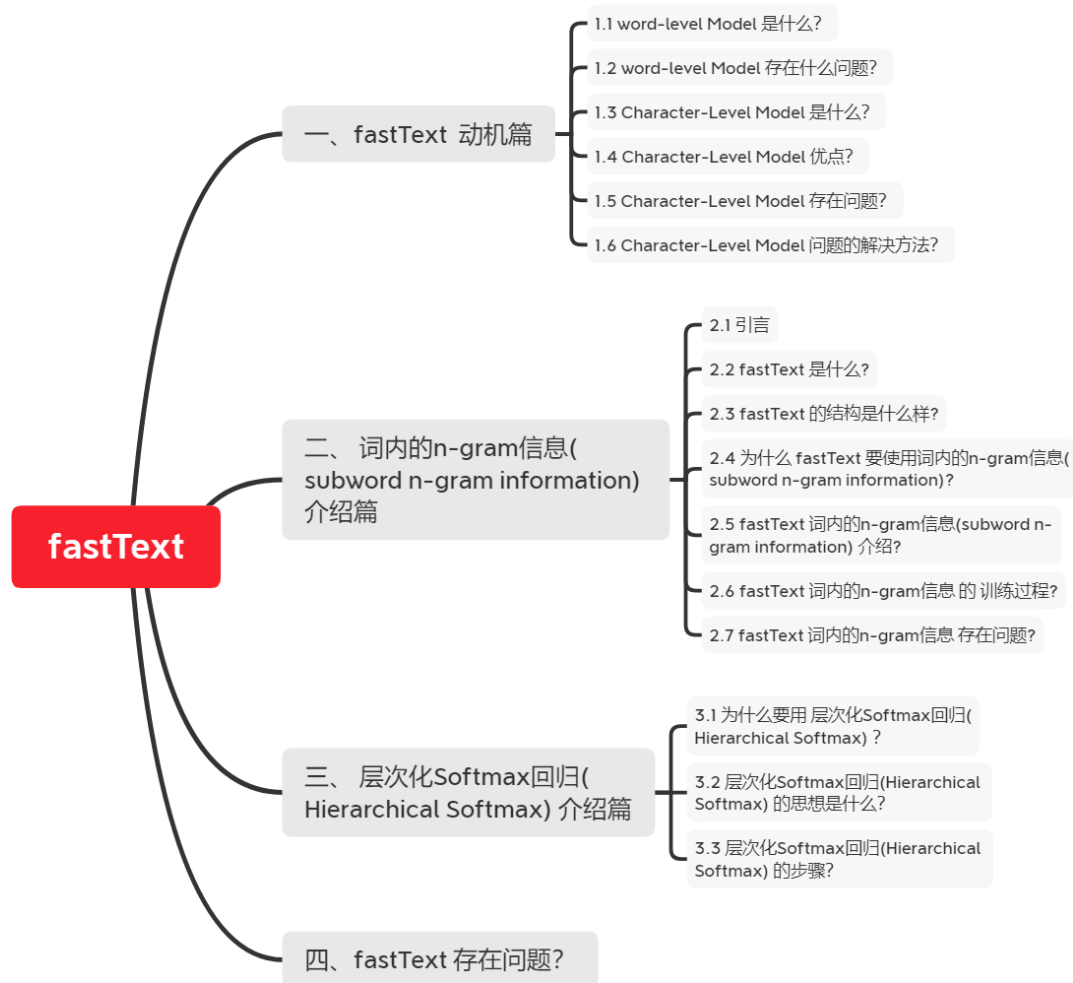 fastText
一、fastText 动机篇
1.1 word-level Model 是什么？
1.2 word-level Model 存在什么问题？
1.3 Character-Level Model 是什么？
1.4 Character-Level Model 优点？
1.5 Character-Level Model 存在问题？
1.6 Character-Level Model 问题的解决方法？
二、 词内的n-gram信息(
subword n-gram information)
介绍篇
2.1 引言
2.2 fastText 是什么?
2.3 fastText 的结构是什么样?
2.4 为什么 fastText 要使用词内的n-gram信息(
subword n-gram information)?
2.5 fastText 词内的n-gram信息(subword n-
gram information) 介绍?
2.6 fastText 词内的n-gram信息 的 训练过程?
2.7 fastText 词内的n-gram信息 存在问题?
三、 层次化Softmax回归(
Hierarchical Softmax) 介绍篇
3.1 为什么要用 层次化Softmax回归(
Hierarchical Softmax) ？
3.2 层次化Softmax回归(Hierarchical
Softmax) 的思想是什么?
3.3 层次化Softmax回归(Hierarchical
Softmax) 的步骤?
四、fastText 存在问题？